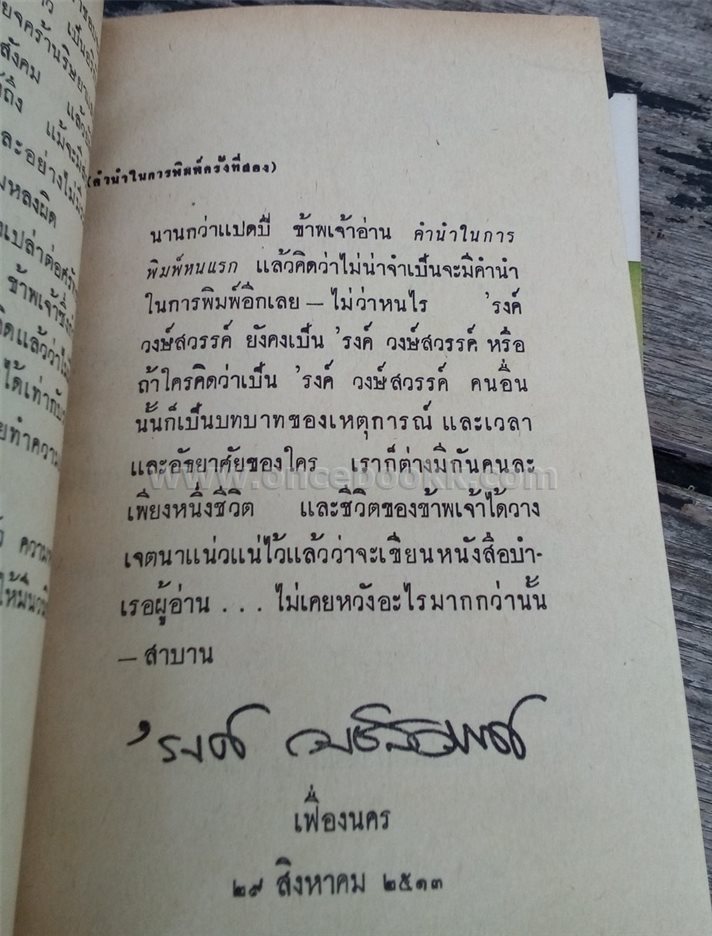 (คำนำในการพิมพ์ครั้งที่สอง)
นานกว่าแปดปี ข้าพเจ้าอ่าน คำนำในการ
พิมพ์หนแรก แล้วคิดว่าไม่น่าจำเป็นจะมีคำนำ
ในการพิมพ์อีกเลย — ไม่ว่าหนไร 'รงค์
วงษ์สวรรค์ ยังคงเป็น 'รงค์ วงษ์สวรรค์ หรือ
ถ้าใครคิดว่าเป็น 'รงค์ วงษ์สวรรค์ คนอื่น
นั้นก็เป็นบทบาทของเหตุการณ์ และเวลา
และอัธยาศัยของใคร เราก็ต่างมีกันคนละ
เพียงหนึ่งชีวิต และชีวิตของข้าพเจ้าได้วาง
เจตนาแน่วแน่ไว้แล้วว่าจะเขียนหนังสือบำ-
เรอผู้อ่าน . . . ไม่เคยหวังอะไรมากกว่านั้น
— สาบาน
'รงค์ วงษ์สวรรค์
เฟื่องนคร
๒๙ สิงหาคม ๒๕๑๓
www.oncebookk.com